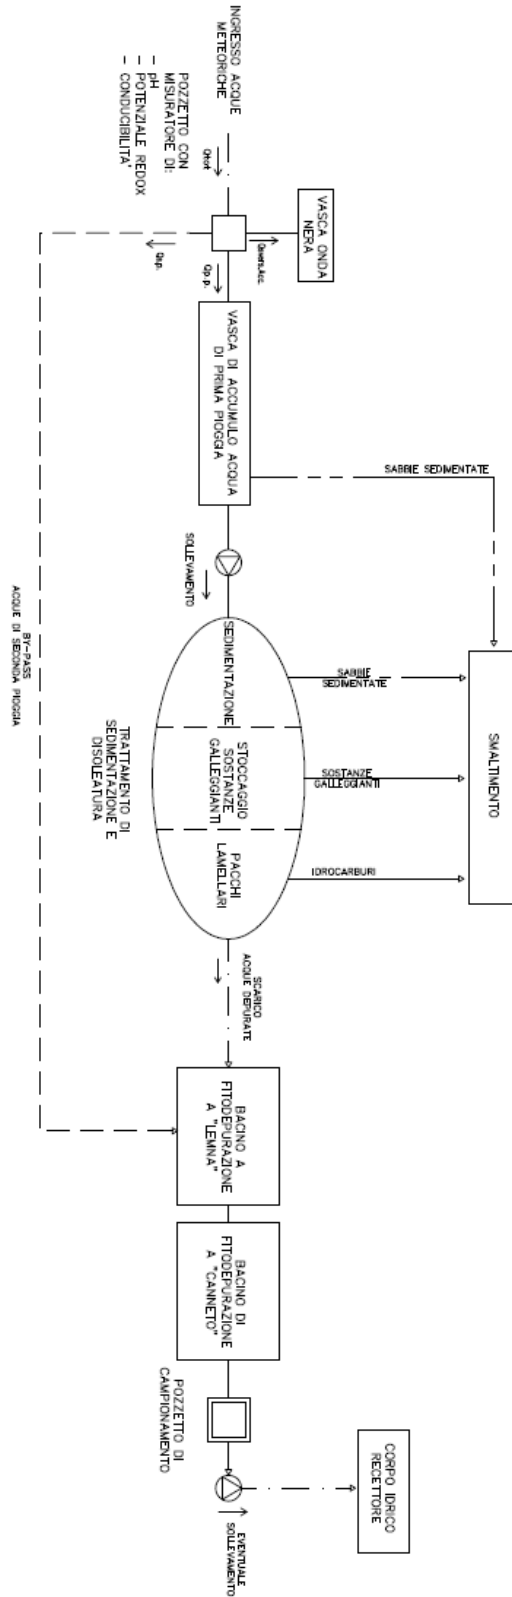 INGRESSO ACQUE
METEORICHE
POZZETTO CON
MISURATORE DI:
- pH
- POTENZIALE REDOX
- CONDUCIBILITA'
Qtot
VASCA ONDA
NERA
Qvers.Acc.
Qp.p.
VASCA DI ACCUMULO ACQUA
DI PRIMA PIOGGIA
SABBIE SEDIMENTATE
SOLLEVAMENTO
BY-PASS
ACQUE DI SECONDA PIOGGIA
TRATTAMENTO DI
SEDIMENTAZIONE E
DISOLEATURA
SEDIMENTAZIONE
STOCCAGGIO
SOSTANZE
GALLEGGIANTI
PACCHI
LAMELLARI
SABBIE
SEDIMENTATE
SOSTANZE
GALLEGGIANTI
IDROCARBURI
SMALTIMENTO
SCARICO
ACQUE DEPURATE
BACINO A
FITODEPURAZIONE
A "LEMNA"
BACINO DI
FITODEPURAZIONE
A "CANNETO"
POZZETTO DI
CAMPIONAMENTO
EVENTUALE
SOLLEVAMENTO
CORPO IDRICO
RECETTORE